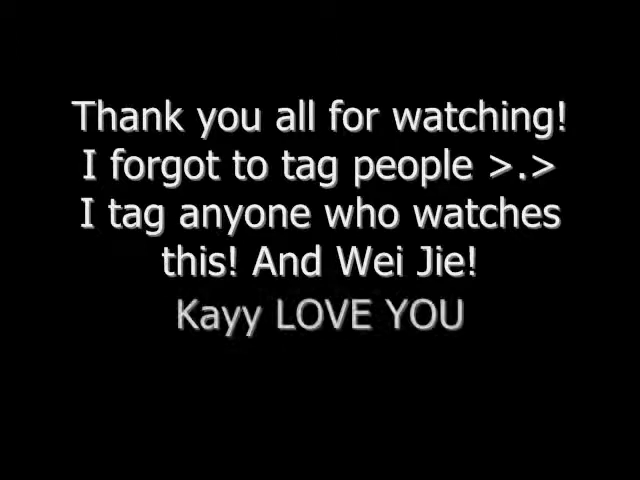 Thank you all for watching!
I forgot to tag people >.>
I tag anyone who watches
this! And Wei Jie!
Kayy LOVE YOU